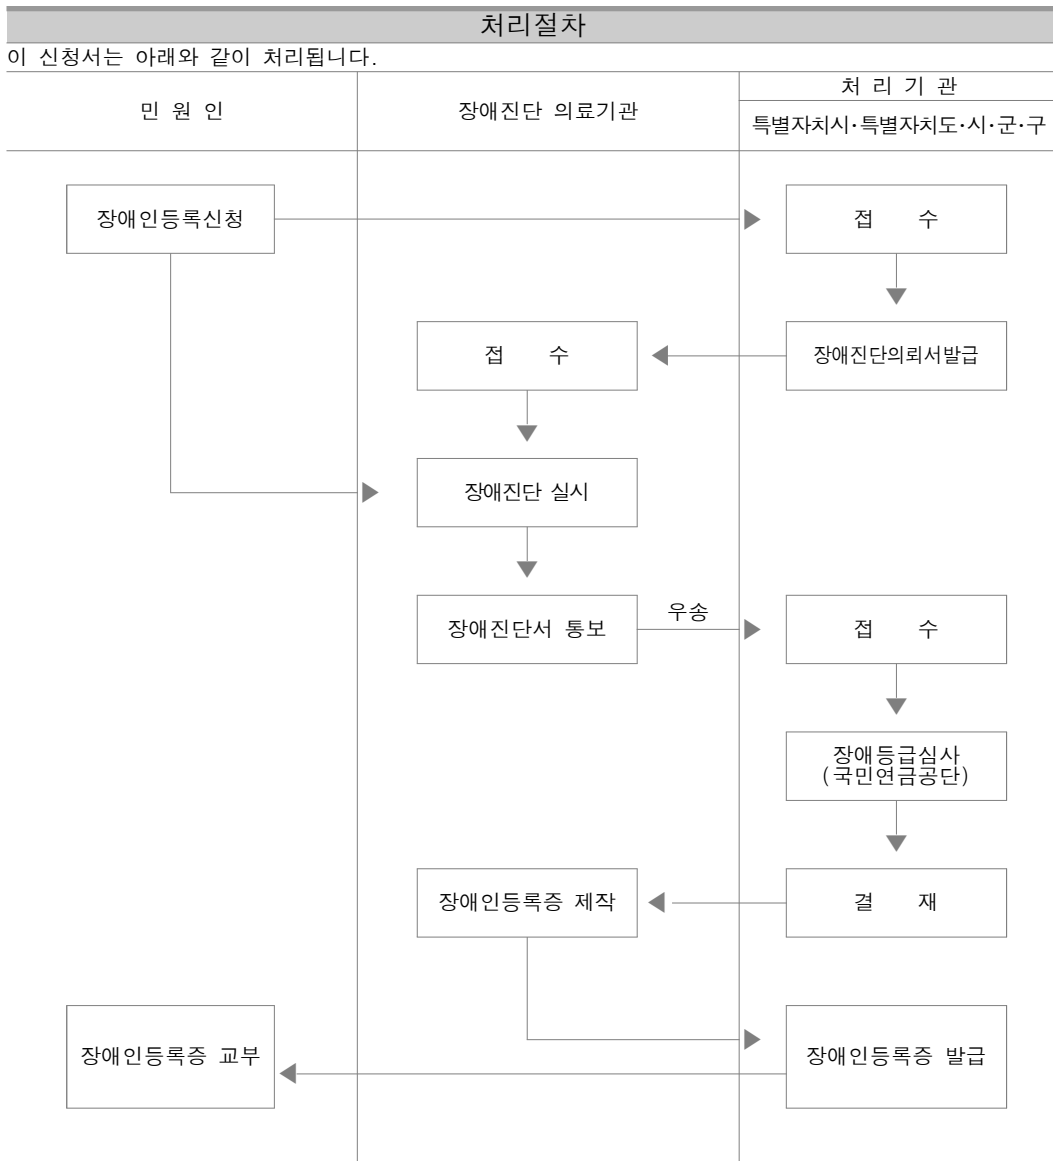 처리절차
이 신청서는 아래와 같이 처리됩니다.
민 원 인
장애진단 의료기관
처 리 기 관
특별자치시·특별자치도·시·군·구
장애인등록신청
접 수
접 수
장애진단의뢰서발급
장애진단 실시
장애진단서 통보
우송
접 수
장애등급심사
(국민연금공단)
장애인등록증 제작
결 재
장애인등록증 교부
장애인등록증 발급